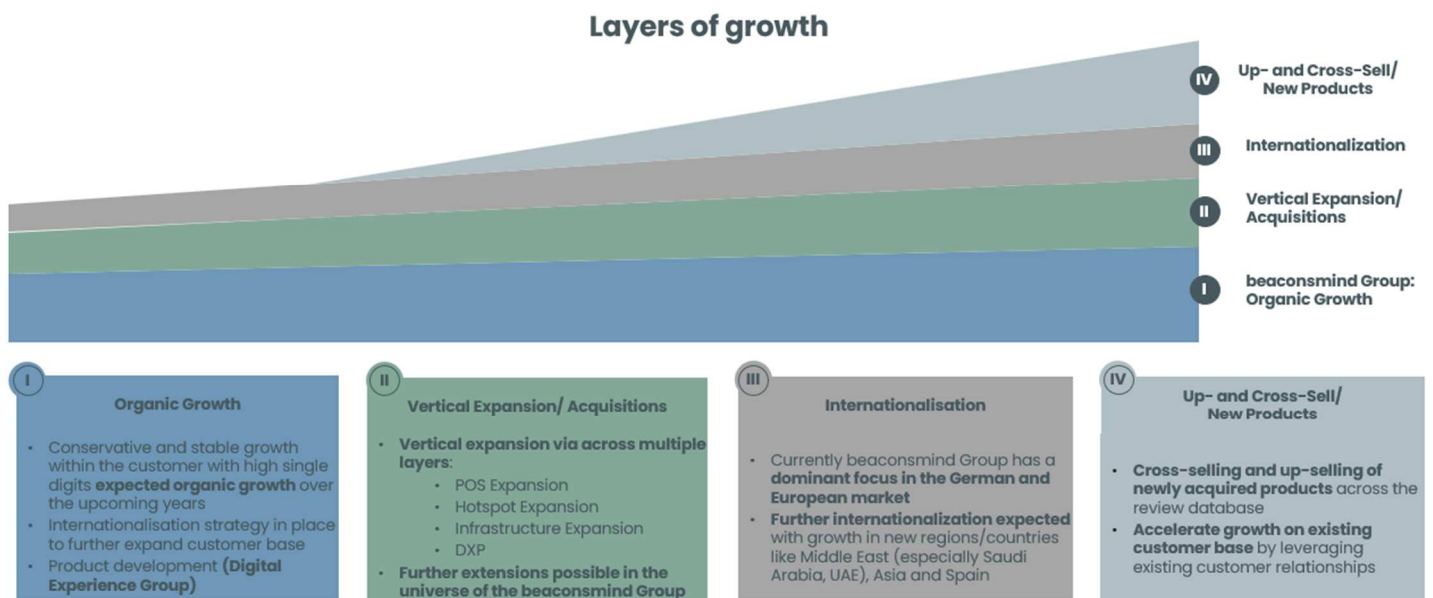 Layers of growth
IV
Up- and Cross-Sell/
New Products
III
Internationalization
II
Vertical Expansion/
Acquisitions
I
beaconsmind Group:
Organic Growth
I
Organic Growth
• Conservative and stable growth
within the customer with high single
digits expected organic growth over
the upcoming years
• Internationalisation strategy in place
to further expand customer base
• Product development (Digital
Experience Group)
II
Vertical Expansion/ Acquisitions
• Vertical expansion via across multiple
layers:
• POS Expansion
• Hotspot Expansion
• Infrastructure Expansion
• DXP
• Further extensions possible in the
universe of the beaconsmind Group
III
Internationalisation
• Currently beaconsmind Group has a
dominant focus in the German and
European market
• Further internationalization expected
with growth in new regions/countries
like Middle East (especially Saudi
Arabia, UAE), Asia and Spain
IV
Up- and Cross-Sell/
New Products
• Cross-selling and up-selling of
newly acquired products across the
review database
• Accelerate growth on existing
customer base by leveraging
existing customer relationships